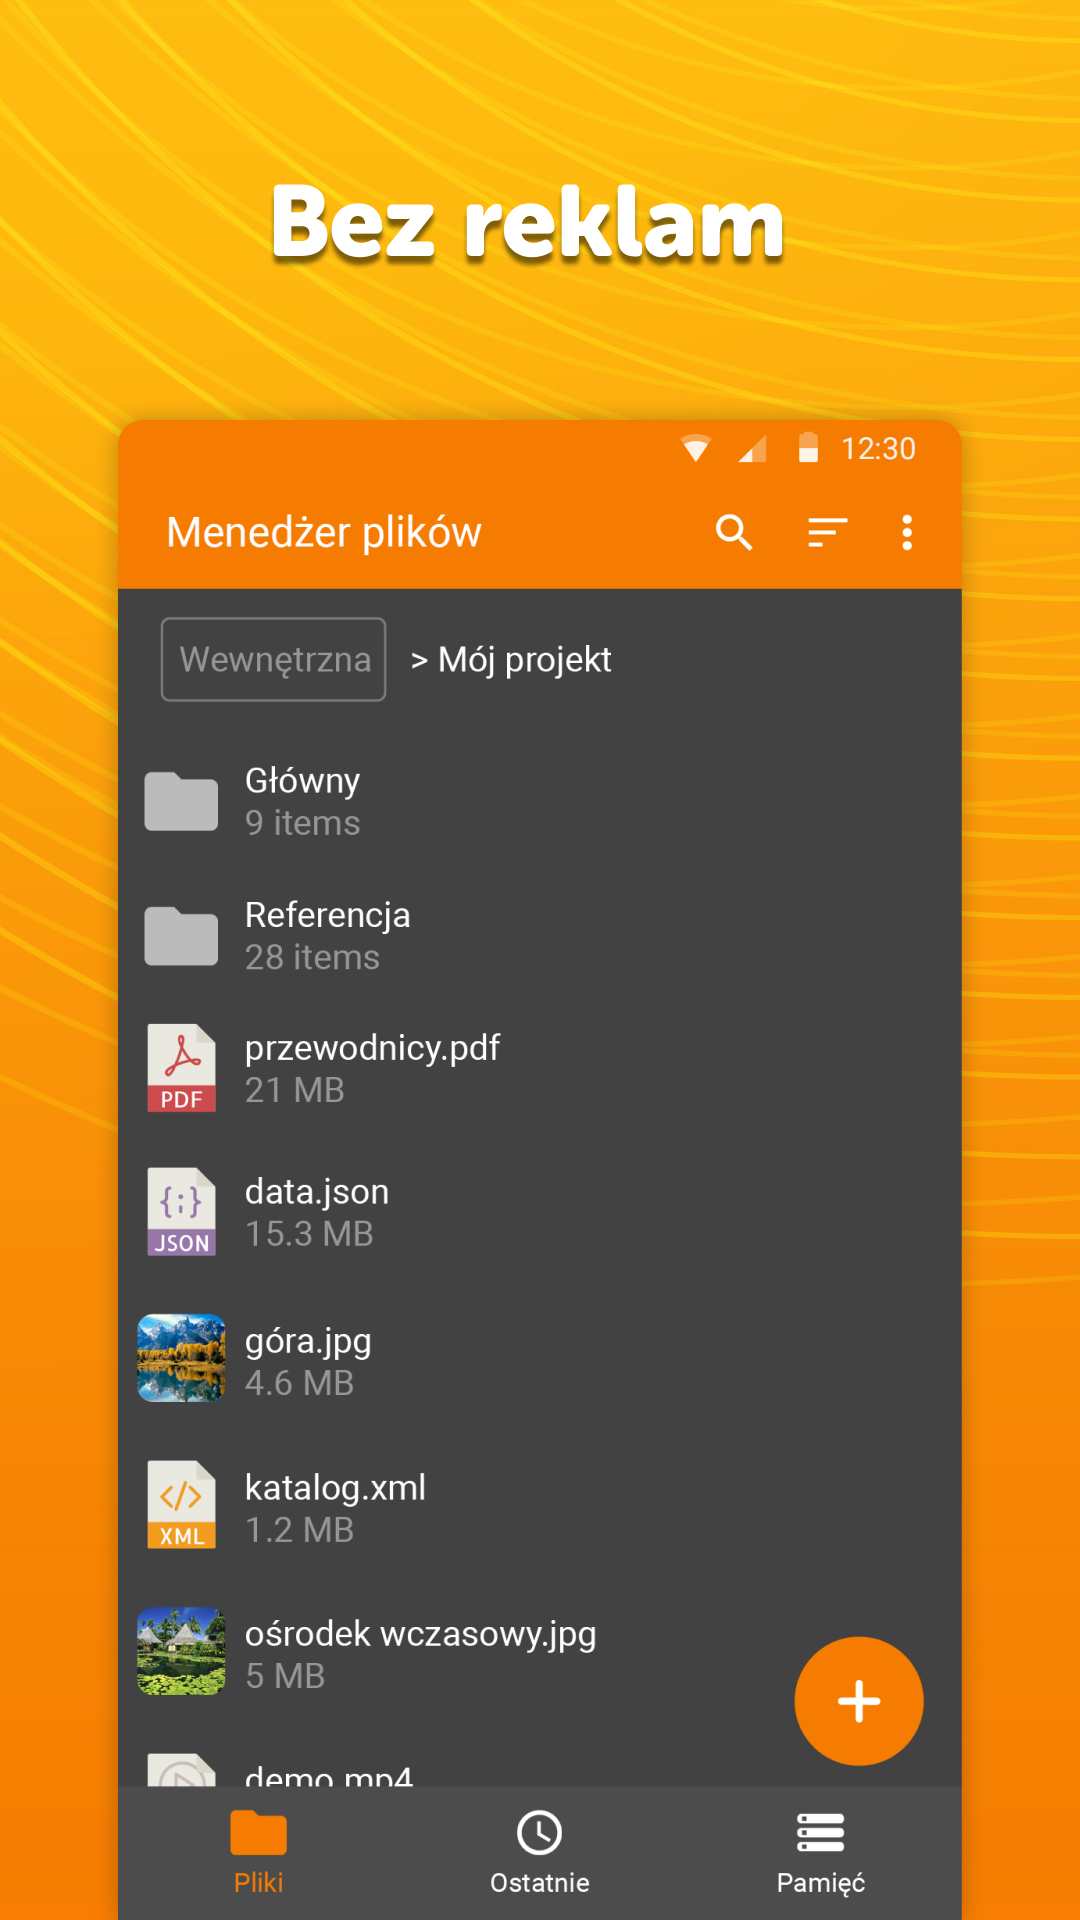 Bez reklam
12:30
Menedżer plików
Wewnętrzna > Mój projekt
Główny
9 items
Referencja
28 items
przewodnicy.pdf
21 MB
PDF
data.json
15.3 MB
JSON
góra.jpg
4.6 MB
katalog.xml
1.2 MB
XML
ośrodek wczasowy.jpg
5 MB
demo.mp4
Pliki
Ostatnie
Pamięć